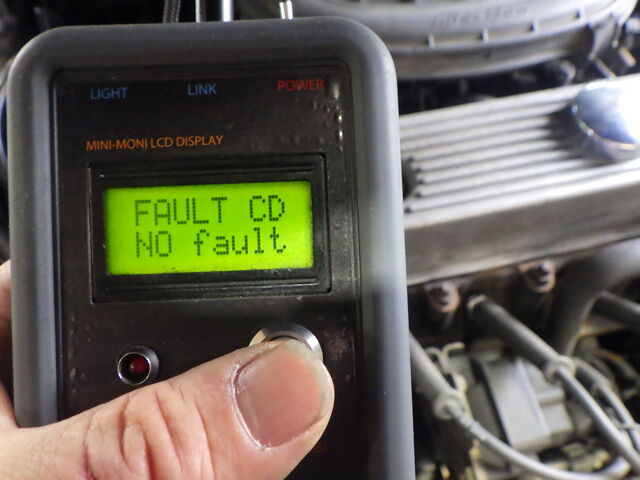 LIGHT LINK POWER
MINI-MONI LCD DISPLAY
FAULT CD
NO fault